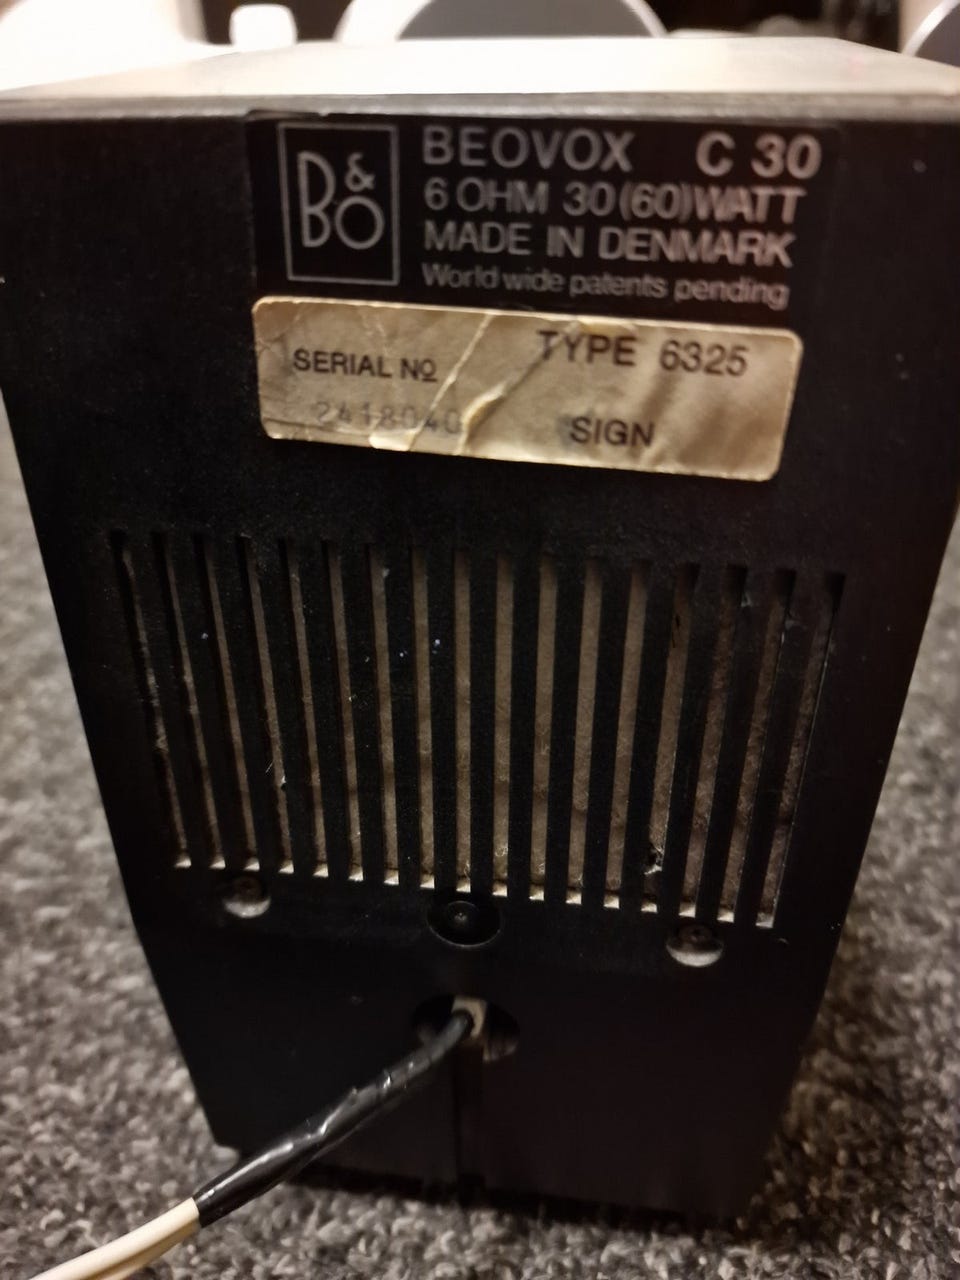 B&O
BEOVOX C 30
6 OHM 30(60)WATT
MADE IN DENMARK
World wide patents pending
TYPE 6325
SERIAL NO
2418040
SIGN